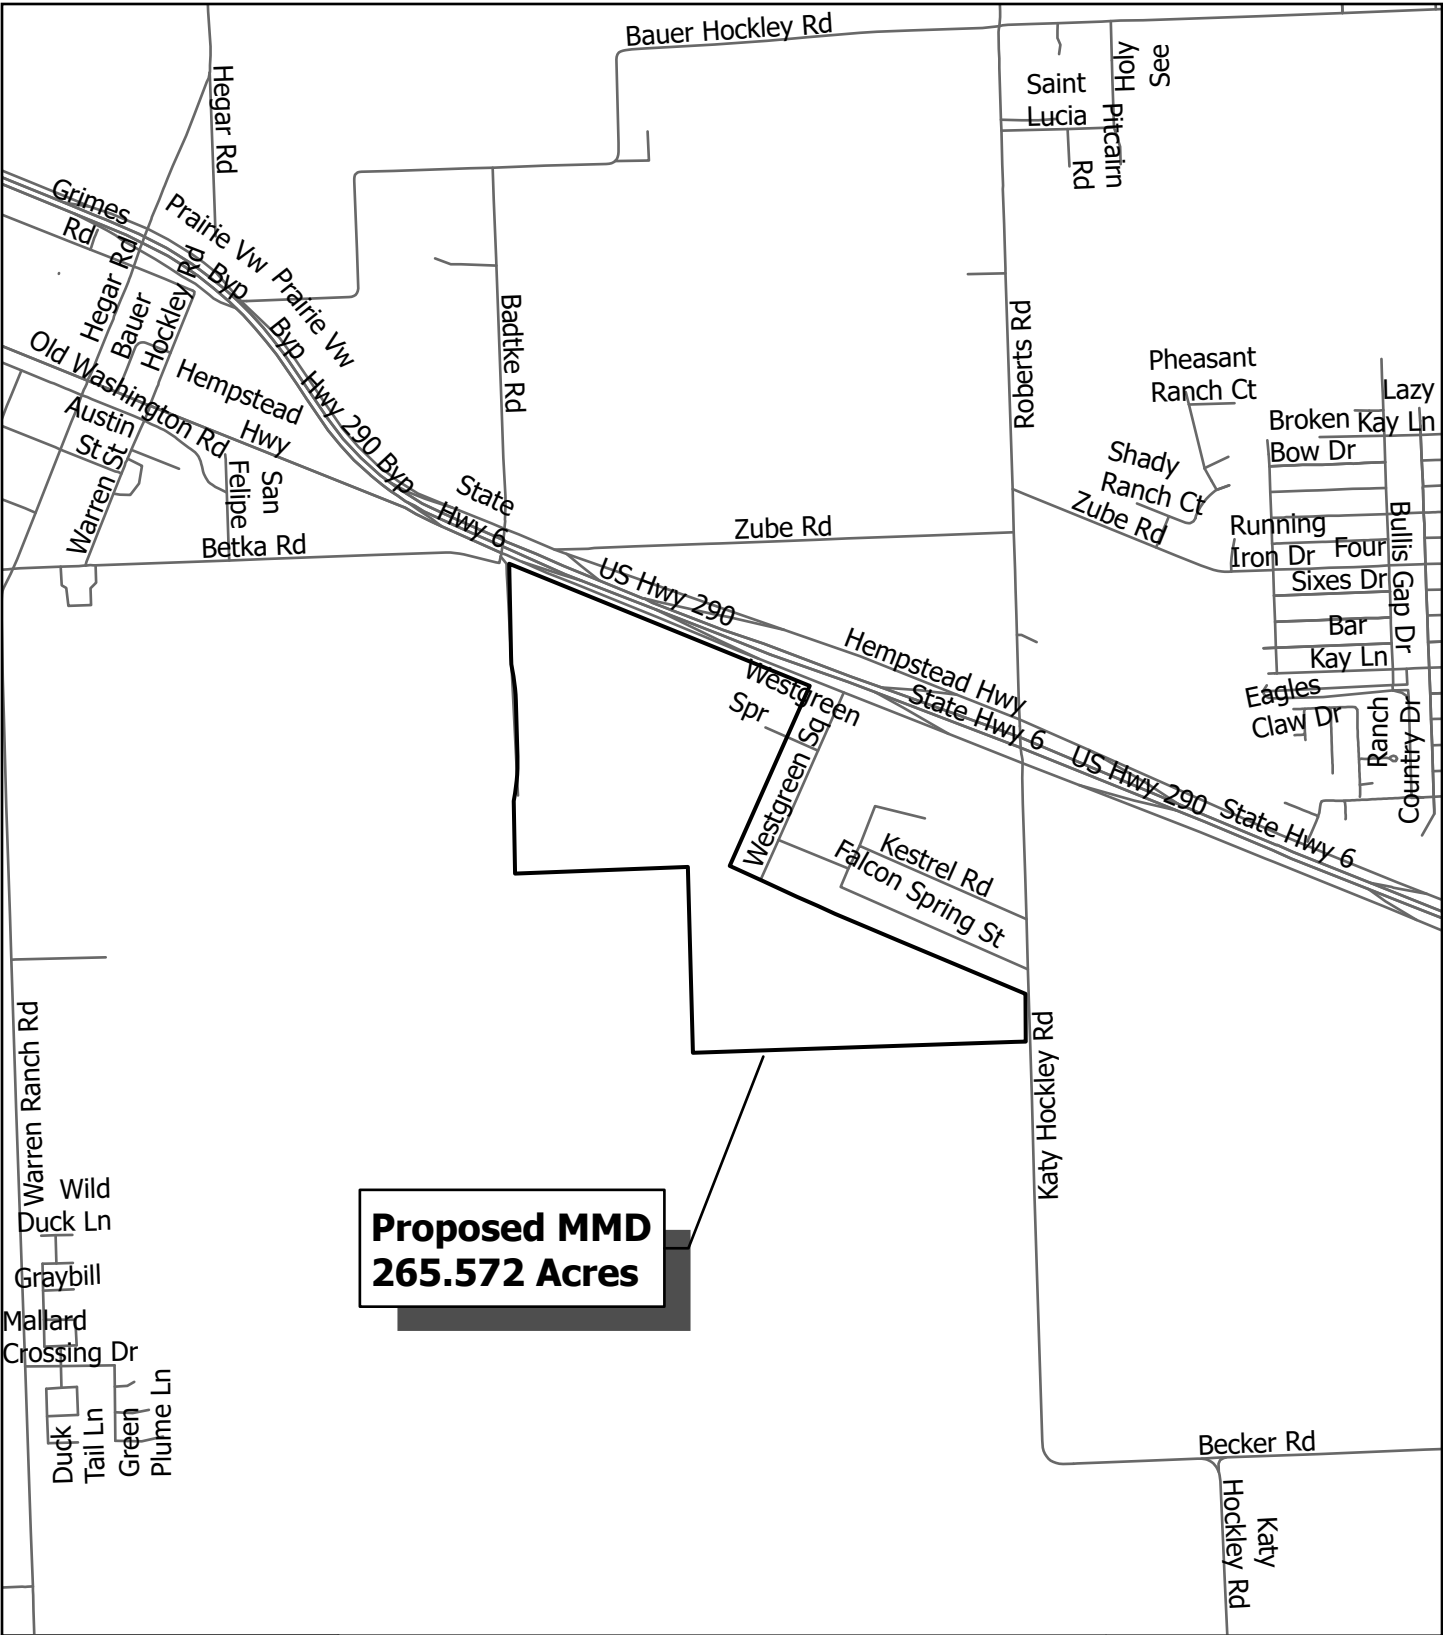 Bauer Hockley Rd
Hegar Rd
Saint
Lucia
Holy
See
Pitcairn
Rd
Grimes
Rd
Prairie Vw
Byp
Prairie Vw
Byp
Hegar Rd
Bauer
Hockley Rd
Badtke Rd
Roberts Rd
Old Washington Rd
Hempstead
Hwy
Hwy 290 Byp
Austin
St
Warren St
San
Felipe
Betka Rd
State
Hwy 6
Zube Rd
Pheasant
Ranch Ct
Shady
Ranch Ct
Zube Rd
Lazy
Kay Ln
Broken
Bow Dr
Running
Iron Dr
Four
Sixes Dr
Bullis Gap Dr
Bar
Kay Ln
Eagles
Claw Dr
Ranch
Country Dr
US Hwy 290
Hempstead Hwy
State Hwy 6
US Hwy 290
State Hwy 6
Westgreen
Spr
Westgreen Sq
Kestrel Rd
Falcon Spring St
Warren Ranch Rd
Katy Hockley Rd
Proposed MMD
265.572 Acres
Wild
Duck Ln
Graybill
Mallard
Crossing Dr
Duck
Tail Ln
Green
Plume Ln
Becker Rd
Katy
Hockley Rd